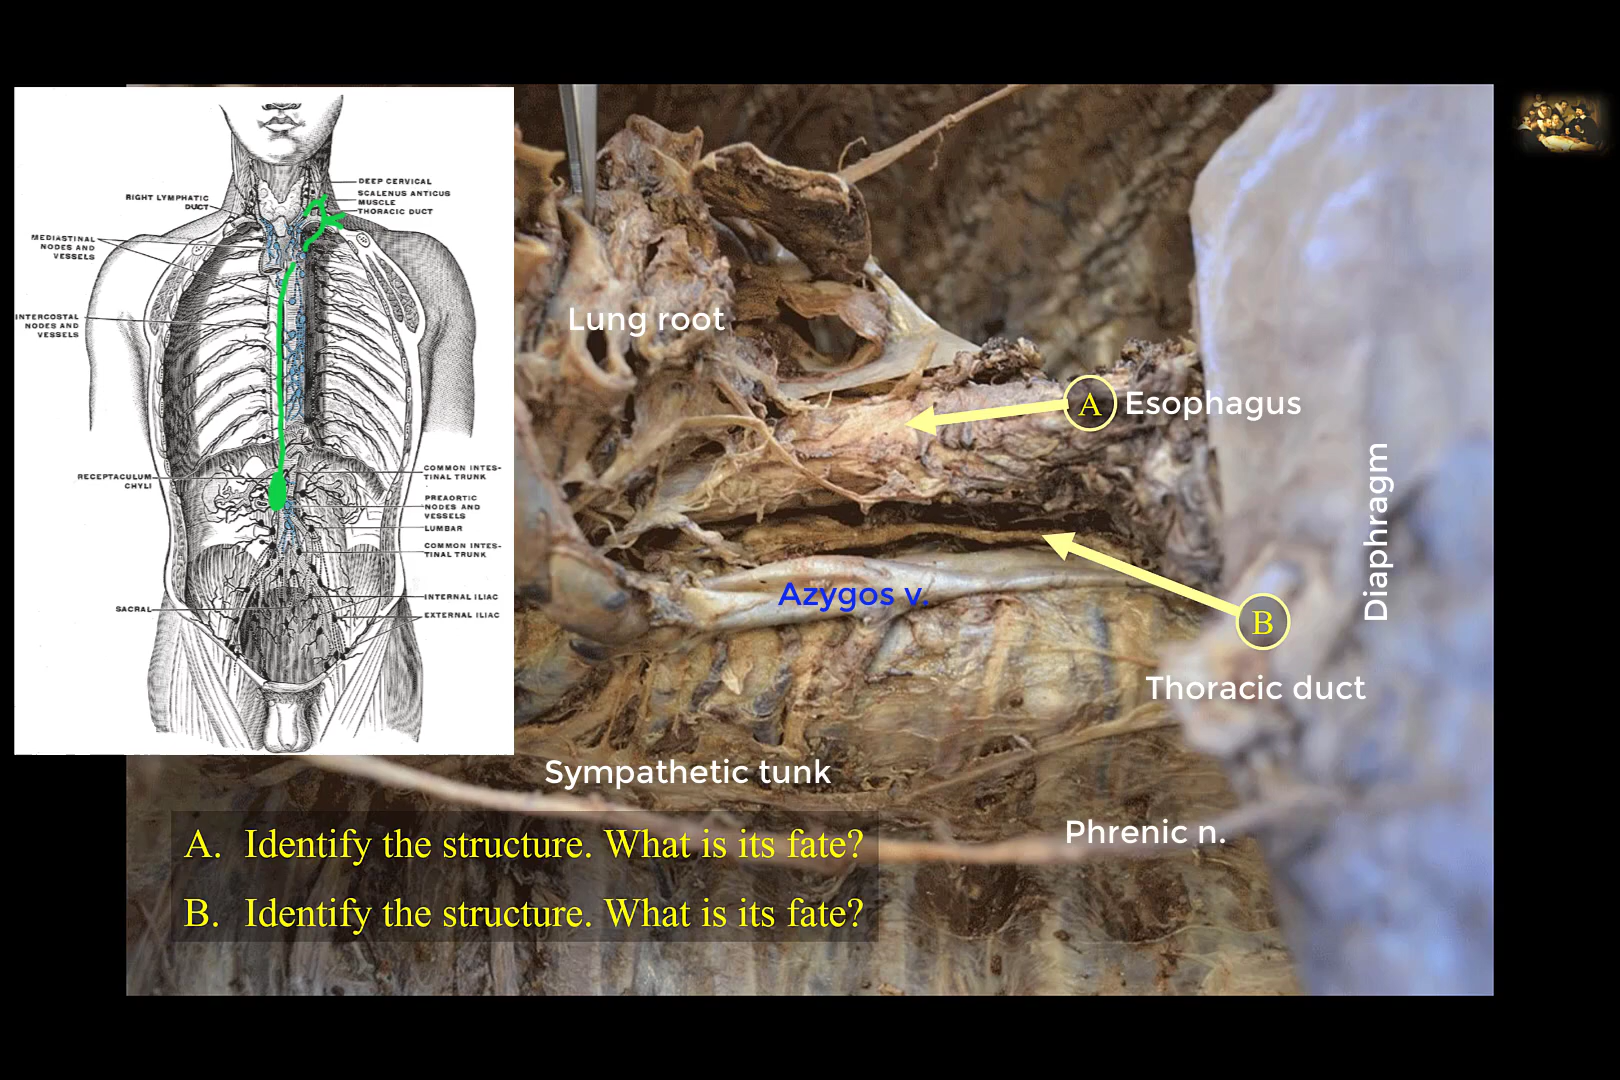 DEEP CERVICAL
SCALENUS ANTICUS
MUSCLE
THORACIC DUCT
RIGHT LYMPHATIC
DUCT
MEDIASTINAL
NODES AND
VESSELS
INTERCOSTAL
NODES AND
VESSELS
RECEPTACULUM
CHYLI
COMMON INTES-
TINAL TRUNK
PREAORTIC
NODES AND
VESSELS
LUMBAR
COMMON INTES-
TINAL TRUNK
INTERNAL ILIAC
EXTERNAL ILIAC
SACRAL
Lung root
A
Esophagus
Diaphragm
Azygos v.
B
Thoracic duct
Sympathetic tunk
Phrenic n.
A. Identify the structure. What is its fate?
B. Identify the structure. What is its fate?